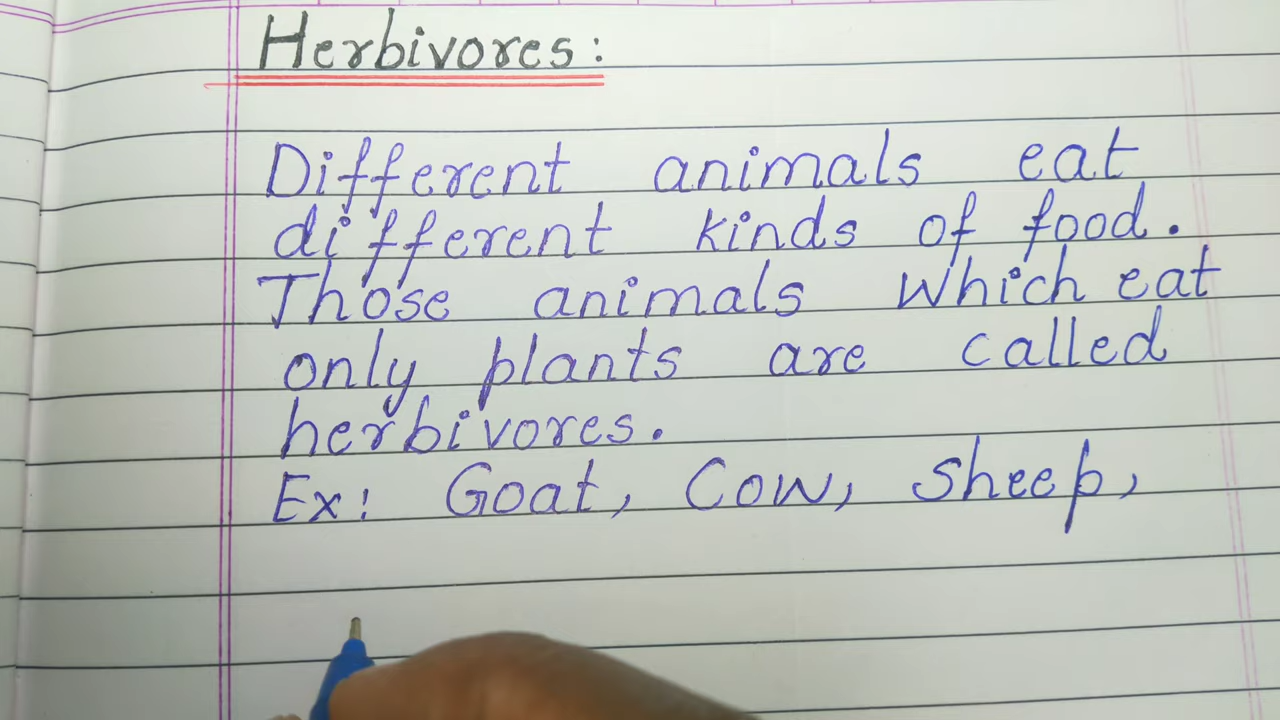 Herbivores:
Different animals eat
different kinds of food.
Those animals which eat
only plants are called
herbivores.
Ex: Goat, Cow, Sheep,